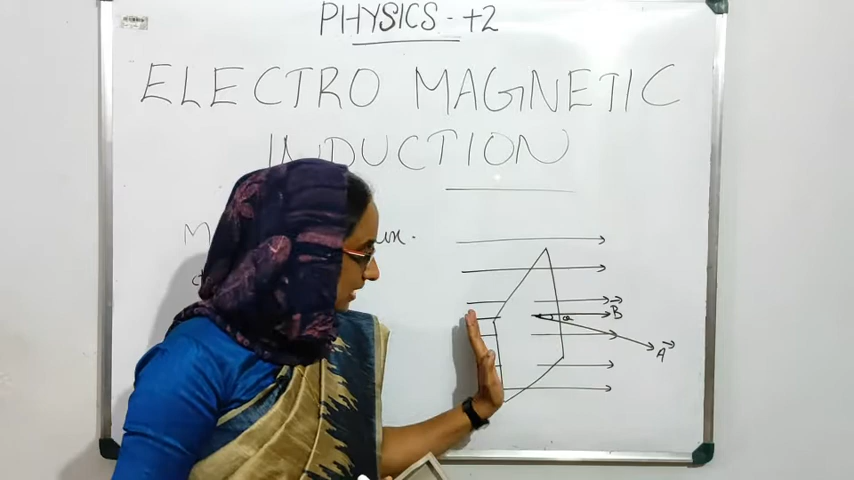 PHYSICS - +2
ELECTRO MAGNETIC
INDUCTION
B
θ
A